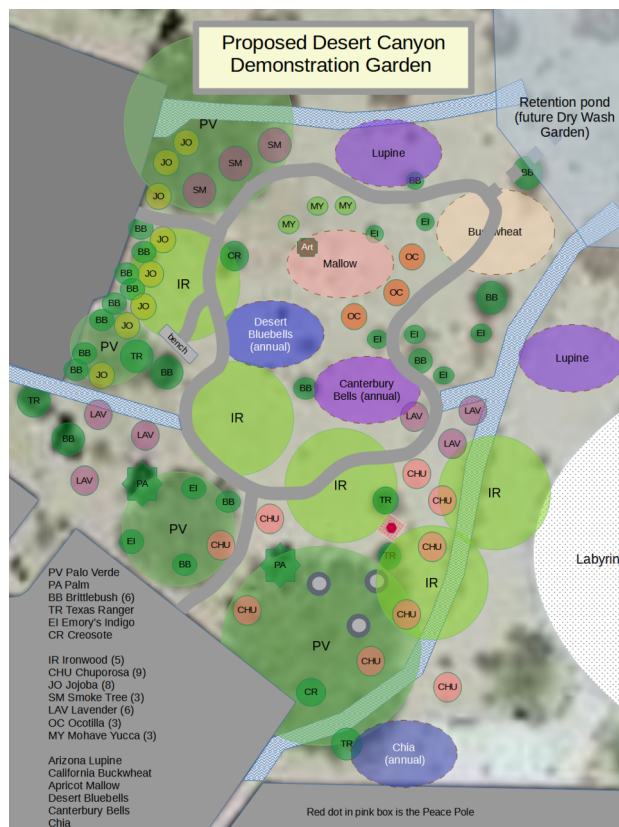 Proposed Desert Canyon
Demonstration Garden
Retention pond
(future Dry Wash
Garden)
PV
JO
SM
Lupine
JO
SM
BB
BB
JO
SM
MY
MY
BB
MY
EI
EI
Buckwheat
JO
Art
BB
CR
Mallow
OC
BB
JO
IR
OC
BB
BB
JO
OC
BB
Desert
Bluebells
(annual)
JO
EI
EI
EI
bench
PV
BB
TR
BB
Lupine
BB
JO
BB
EI
BB
Canterbury
Bells (annual)
TR
LAV
IR
LAV
LAV
BB
LAV
LAV
LAV
PA
EI
BB
IR
TR
CHU
CHU
IR
PV
CHU
EI
CHU
CHU
TR
BB
PA
IR
Labyrin
CHU
CHU
PV
CHU
CR
CHU
TR
Chia
(annual)
PV Palo Verde
PA Palm
BB Brittlebush (6)
TR Texas Ranger
EI Emory's Indigo
CR Creosote
IR Ironwood (5)
CHU Chuporosa (9)
JO Jojoba (8)
SM Smoke Tree (3)
LAV Lavender (6)
OC Ocotilla (3)
MY Mohave Yucca (3)
Arizona Lupine
California Buckwheat
Apricot Mallow
Desert Bluebells
Canterbury Bells
Chia
Red dot in pink box is the Peace Pole